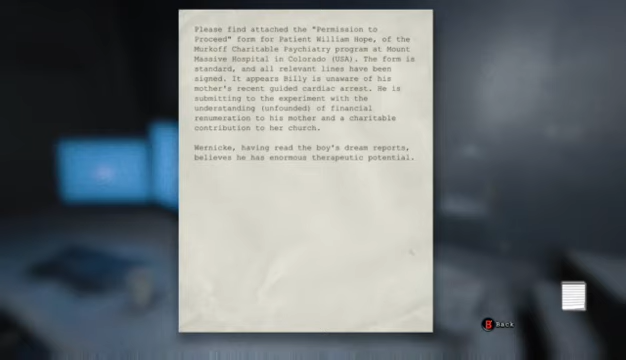 Please find attached the "Permission to
Proceed" form for Patient William Hope, of the
Murkoff Charitable Psychiatry program at Mount
Massive Hospital in Colorado (USA). The form is
standard, and all relevant lines have been
signed. It appears Billy is unaware of his
mother's recent guided cardiac arrest. He is
submitting to the experiment with the
understanding (unfounded) of financial
renumeration to his mother and a charitable
contribution to her church.
Wernicke, having read the boy's dream reports,
believes he has enormous therapeutic potential.
B Back